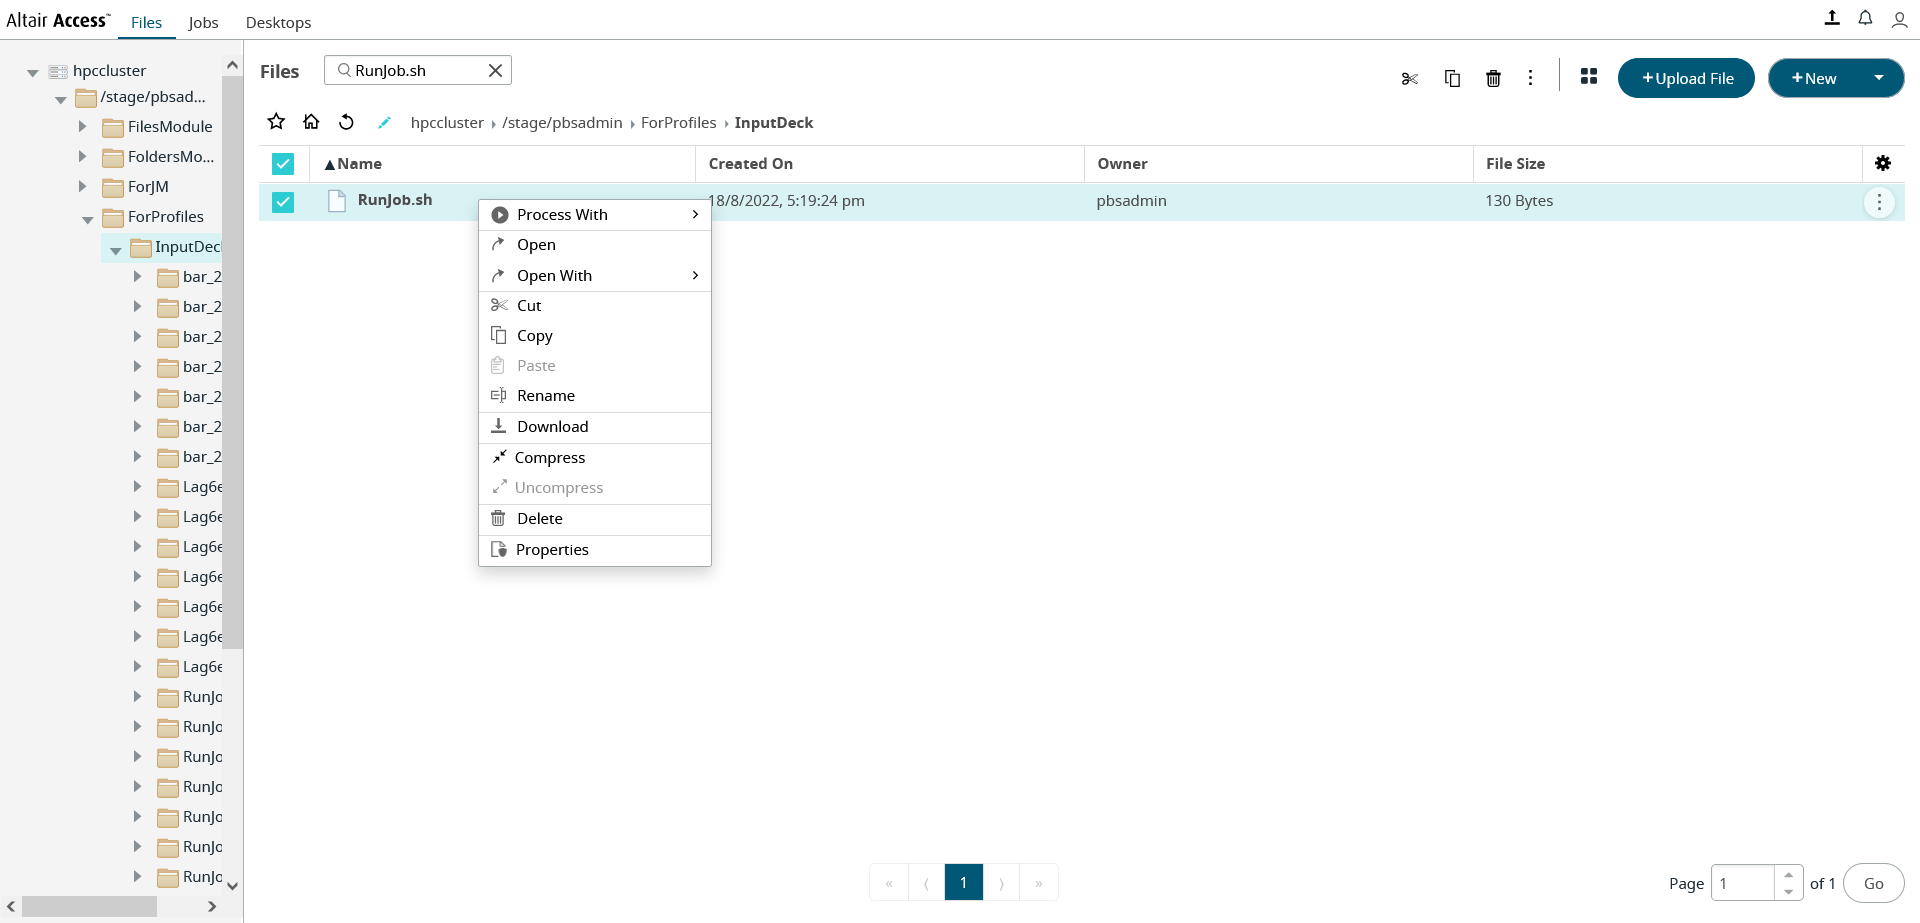 Altair Access™ Files Jobs Desktops
hpccluster
/stage/pbsad...
FilesModule
FoldersMo...
ForJM
ForProfiles
InputDec
bar_2
bar_2
bar_2
bar_2
bar_2
bar_2
bar_2
Lag6e
Lag6e
Lag6e
Lag6e
Lag6e
Lag6e
Lag6e
RunJo
RunJo
RunJo
RunJo
RunJo
RunJo
RunJo
Files RunJob.sh
+Upload File +New
hpccluster › /stage/pbsadmin › ForProfiles › InputDeck
▲Name Created On Owner File Size
RunJob.sh 18/8/2022, 5:19:24 pm pbsadmin 130 Bytes
Process With
Open
Open With
Cut
Copy
Paste
Rename
Download
Compress
Uncompress
Delete
Properties
« ⟨ 1 ⟩ » Page 1 of 1 Go